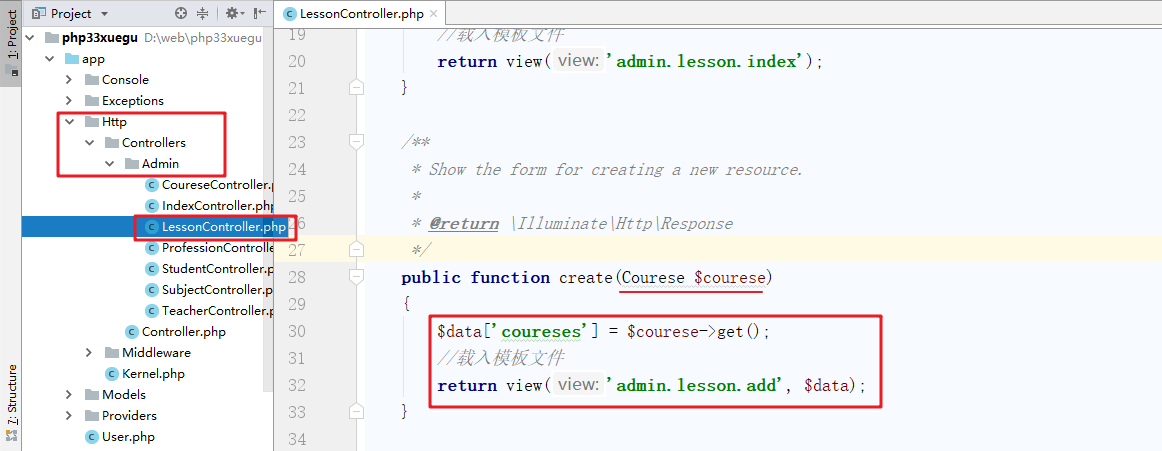 1: Project
7: Structure
Project
php33xuegu D:\web\php33xuegu
app
Console
Exceptions
Http
Controllers
Admin
CoureseController.p
IndexController.php
LessonController.php
ProfessionControlle
StudentController.p
SubjectController.p
TeacherController.p
Controller.php
Middleware
Kernel.php
Models
Providers
User.php
LessonController.php
19 //载入模板文件
20 return view( view: 'admin.lesson.index');
21 }
22
23 /**
24 * Show the form for creating a new resource.
25 *
26 * @return \Illuminate\Http\Response
27 */
28 public function create(Courese $courese)
29 {
30 $data['coureses'] = $courese->get();
31 //载入模板文件
32 return view( view: 'admin.lesson.add', $data);
33 }
34